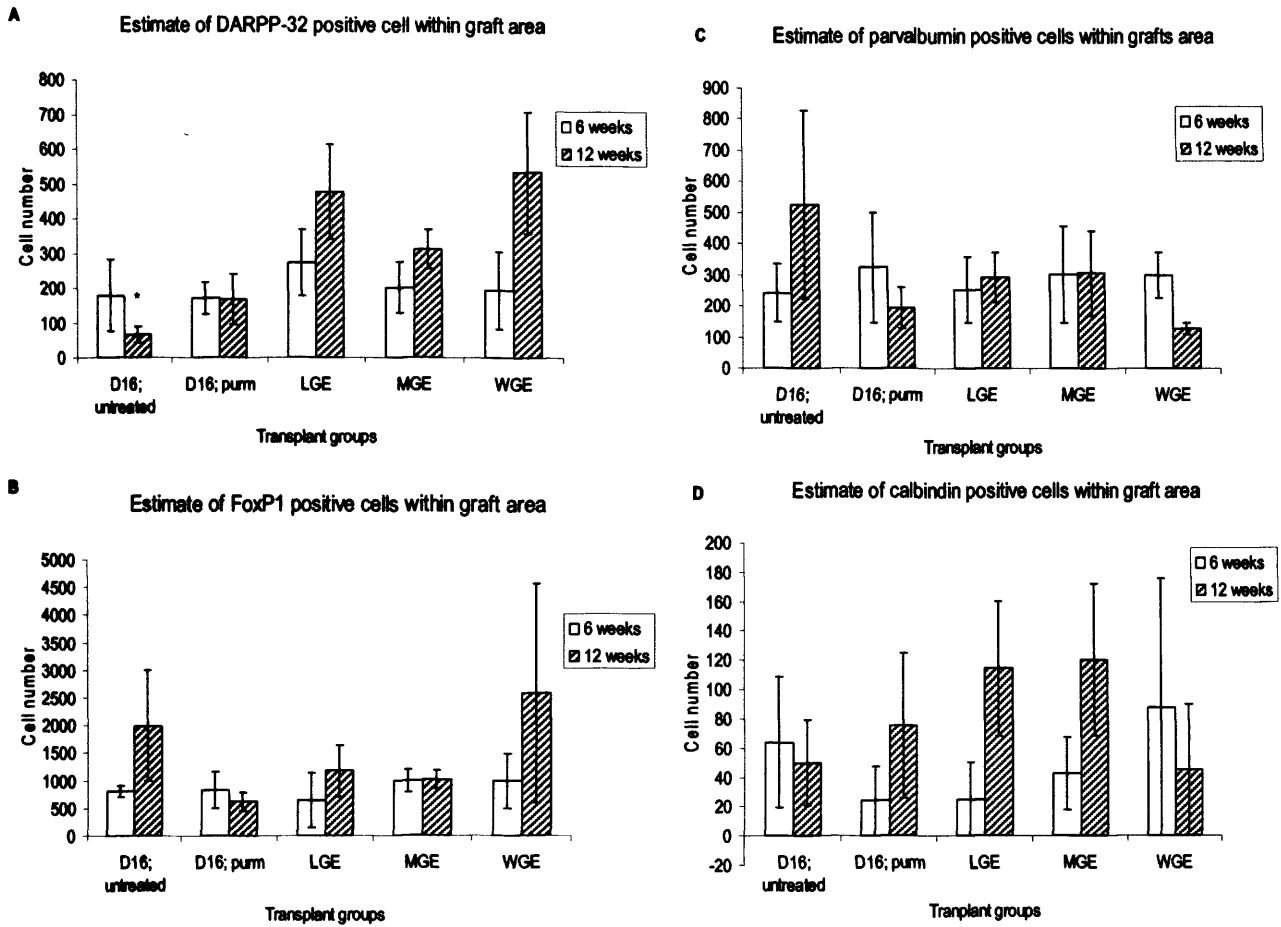 A
Estimate of DARPP-32 positive cell within graft area
800
700
600
500
400
300
200
100
0
Cell number
*
6 weeks
12 weeks
D16; untreated
D16; purm
LGE
MGE
WGE
Transplant groups
C
Estimate of parvalbumin positive cells within grafts area
900
800
700
600
500
400
300
200
100
0
Cell number
6 weeks
12 weeks
D16; untreated
D16; purm
LGE
MGE
WGE
Transplant groups
B
Estimate of FoxP1 positive cells within graft area
5000
4500
4000
3500
3000
2500
2000
1500
1000
500
0
Cell number
6 weeks
12 weeks
D16; untreated
D16; purm
LGE
MGE
WGE
Transplant groups
D
Estimate of calbindin positive cells within graft area
200
180
160
140
120
100
80
60
40
20
0
-20
Cell number
6 weeks
12 weeks
D16; untreated
D16; purm
LGE
MGE
WGE
Tranplant groups